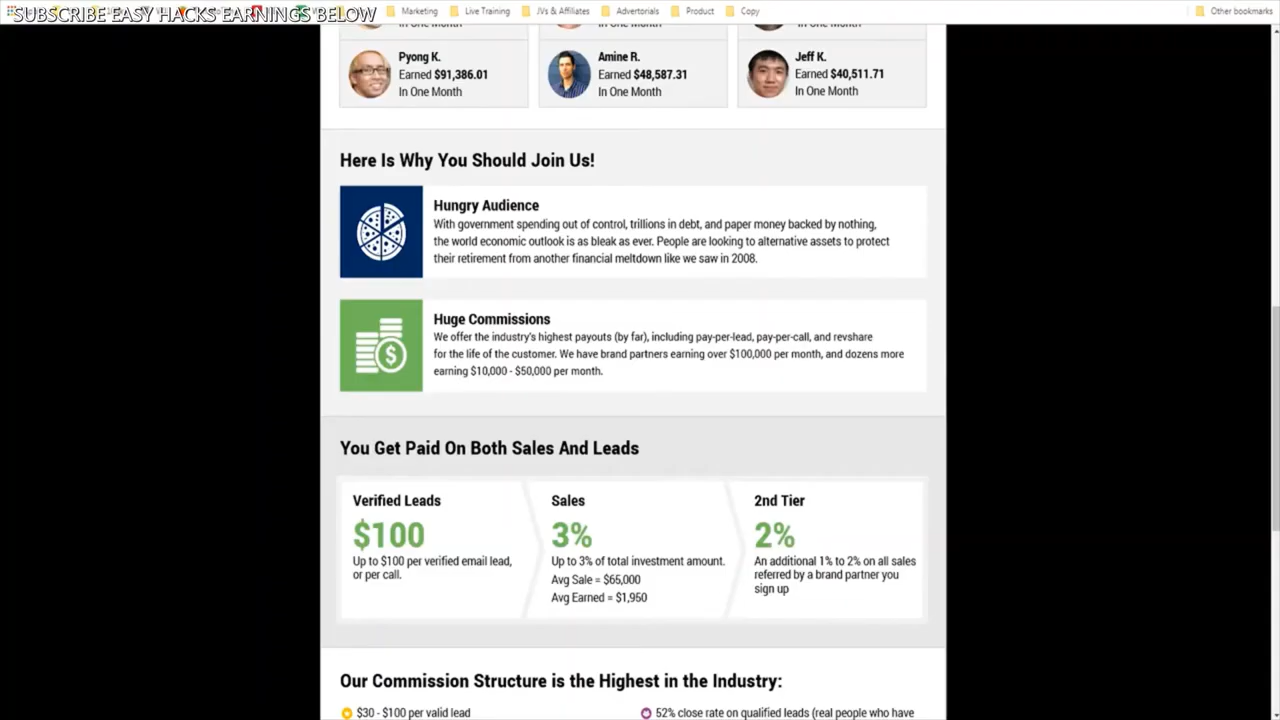 SUBSCRIBE EASY HACKS EARNINGS BELOW
Marketing Live Training JVs & Affiliates Advertorials Product Copy Other bookmarks
In One Month In One Month In One Month
Pyong K.
Earned $91,386.01
In One Month
Amine R.
Earned $48,587.31
In One Month
Jeff K.
Earned $40,511.71
In One Month
Here Is Why You Should Join Us!
Hungry Audience
With government spending out of control, trillions in debt, and paper money backed by nothing,
the world economic outlook is as bleak as ever. People are looking to alternative assets to protect
their retirement from another financial meltdown like we saw in 2008.
Huge Commissions
We offer the industry's highest payouts (by far), including pay-per-lead, pay-per-call, and revshare
for the life of the customer. We have brand partners earning over $100,000 per month, and dozens more
earning $10,000 - $50,000 per month.
You Get Paid On Both Sales And Leads
Verified Leads
$100
Up to $100 per verified email lead,
or per call.
Sales
3%
Up to 3% of total investment amount.
Avg Sale = $65,000
Avg Earned = $1,950
2nd Tier
2%
An additional 1% to 2% on all sales
referred by a brand partner you
sign up
Our Commission Structure is the Highest in the Industry:
$30 - $100 per valid lead
52% close rate on qualified leads (real people who have